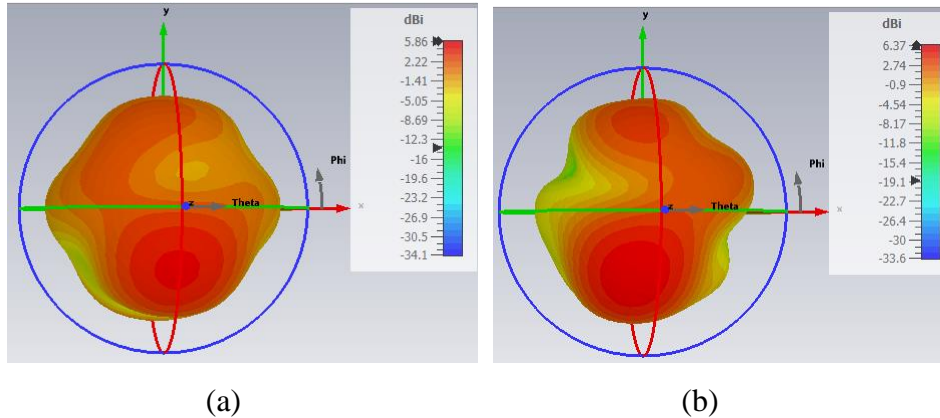 y
dBi
5.86
2.22
-1.41
-5.05
-8.69
-12.3
-16
-19.6
-23.2
-26.9
-30.5
-34.1
Phi
z
Theta
x
(a)
y
dBi
6.37
2.74
-0.9
-4.54
-8.17
-11.8
-15.4
-19.1
-22.7
-26.4
-30
-33.6
Phi
z
Theta
x
(b)